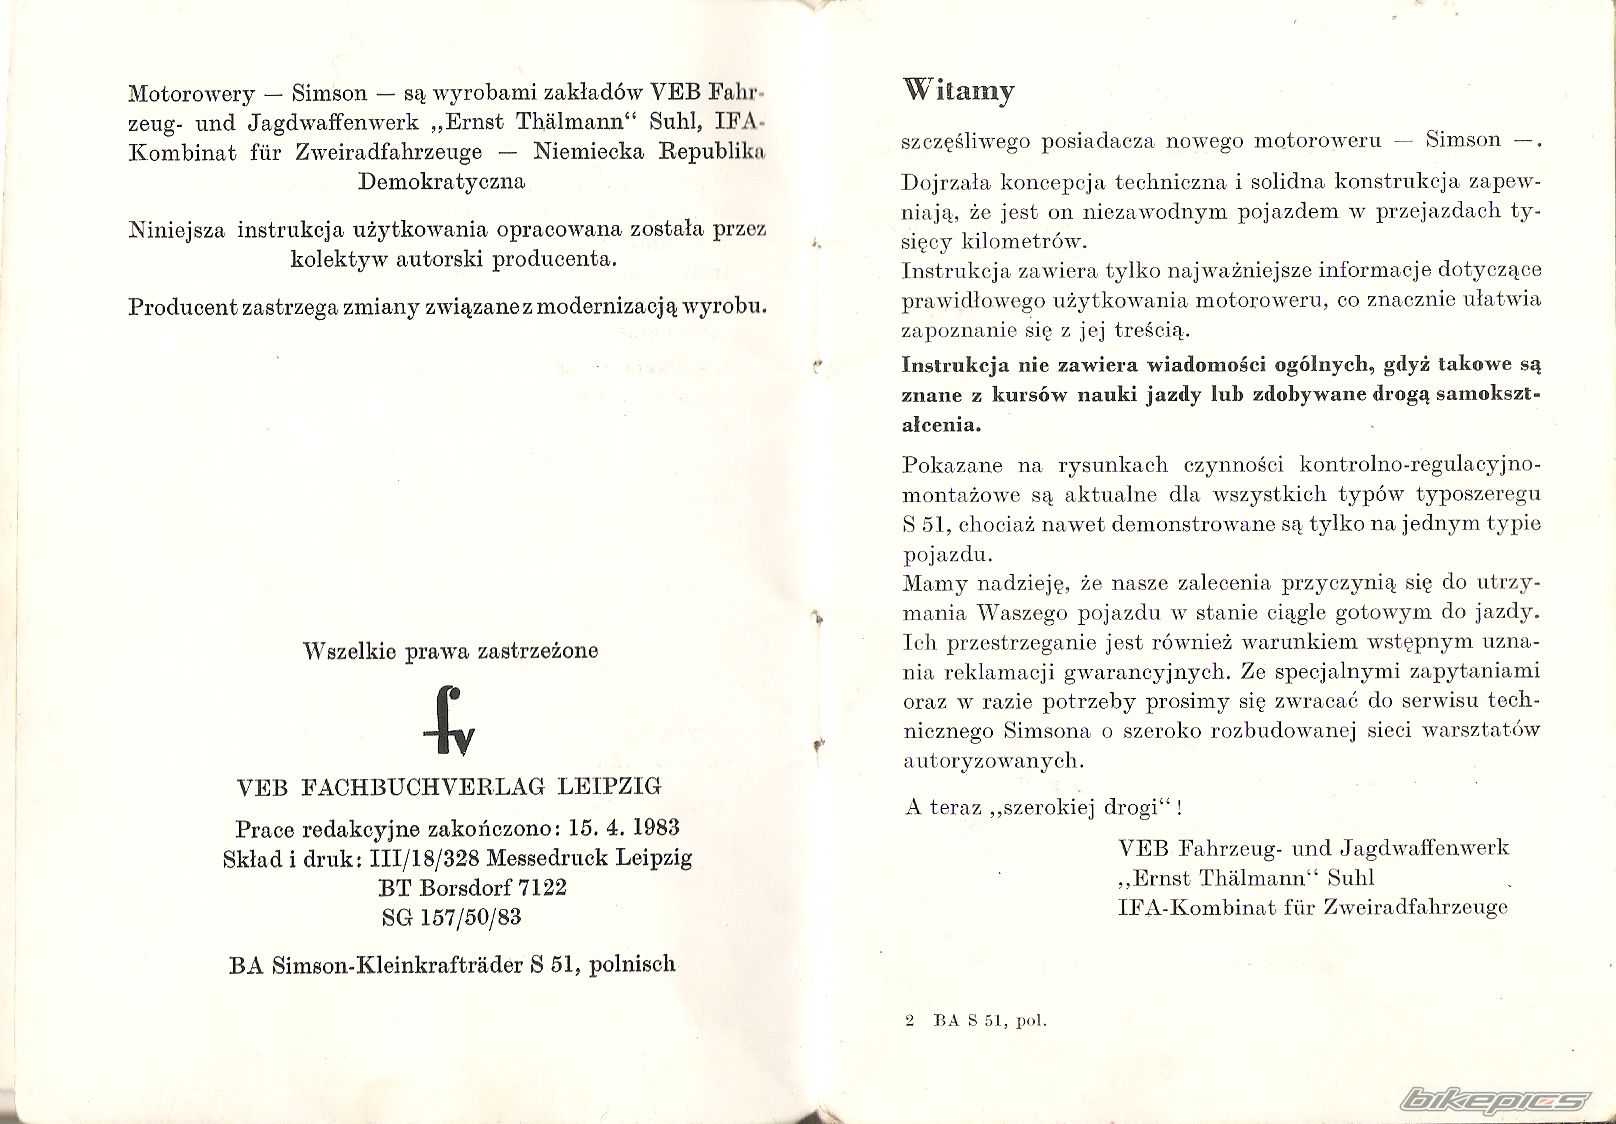 Motorowery — Simson — są wyrobami zakładów VEB Fahr-
zeug- und Jagdwaffenwerk ,,Ernst Thälmann“ Suhl, IFA-
Kombinat für Zweiradfahrzeuge — Niemiecka Republika
Demokratyczna
Niniejsza instrukcja użytkowania opracowana została przez
kolektyw autorski producenta.
Producent zastrzega zmiany związane z modernizacją wyrobu.
Wszelkie prawa zastrzeżone
fv
VEB FACHBUCHVERLAG LEIPZIG
Prace redakcyjne zakończono: 15. 4. 1983
Skład i druk: III/18/328 Messedruck Leipzig
BT Borsdorf 7122
SG 157/50/83
BA Simson-Kleinkrafträder S 51, polnisch
Witamy
szczęśliwego posiadacza nowego motoroweru — Simson —.
Dojrzała koncepcja techniczna i solidna konstrukcja zapew-
niają, że jest on niezawodnym pojazdem w przejazdach ty-
sięcy kilometrów.
Instrukcja zawiera tylko najważniejsze informacje dotyczące
prawidłowego użytkowania motoroweru, co znacznie ułatwia
zapoznanie się z jej treścią.
Instrukcja nie zawiera wiadomości ogólnych, gdyż takowe są
znane z kursów nauki jazdy lub zdobywane drogą samokszt-
ałcenia.
Pokazane na rysunkach czynności kontrolno-regulacyjno-
montażowe są aktualne dla wszystkich typów typoszeregu
S 51, chociaż nawet demonstrowane są tylko na jednym typie
pojazdu.
Mamy nadzieję, że nasze zalecenia przyczynią się do utrzy-
mania Waszego pojazdu w stanie ciągle gotowym do jazdy.
Ich przestrzeganie jest również warunkiem wstępnym uzna-
nia reklamacji gwarancyjnych. Ze specjalnymi zapytaniami
oraz w razie potrzeby prosimy się zwracać do serwisu tech-
nicznego Simsona o szeroko rozbudowanej sieci warsztatów
autoryzowanych.
A teraz ,,szerokiej drogi“ !
VEB Fahrzeug- und Jagdwaffenwerk
,,Ernst Thälmann“ Suhl
IFA-Kombinat für Zweiradfahrzeuge
2 BA S 51, pol.
bikepics